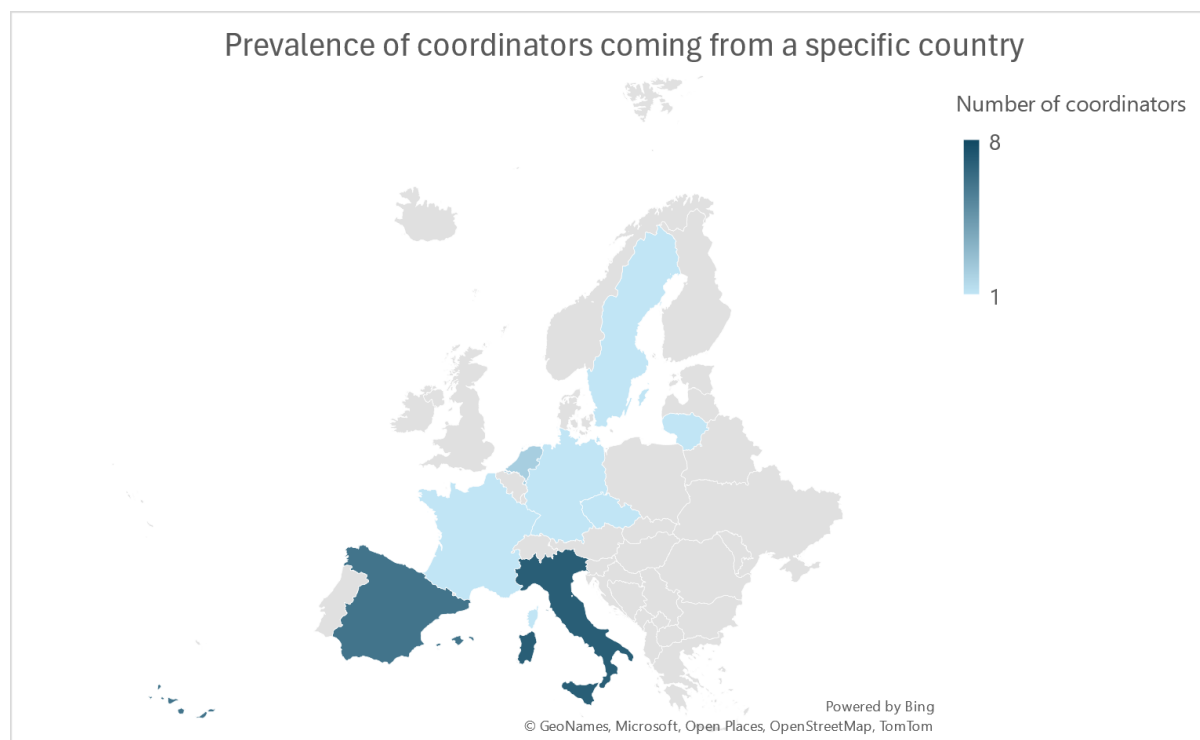 Prevalence of coordinators coming from a specific country
Number of coordinators
8
1
Powered by Bing
© GeoNames, Microsoft, Open Places, OpenStreetMap, TomTom